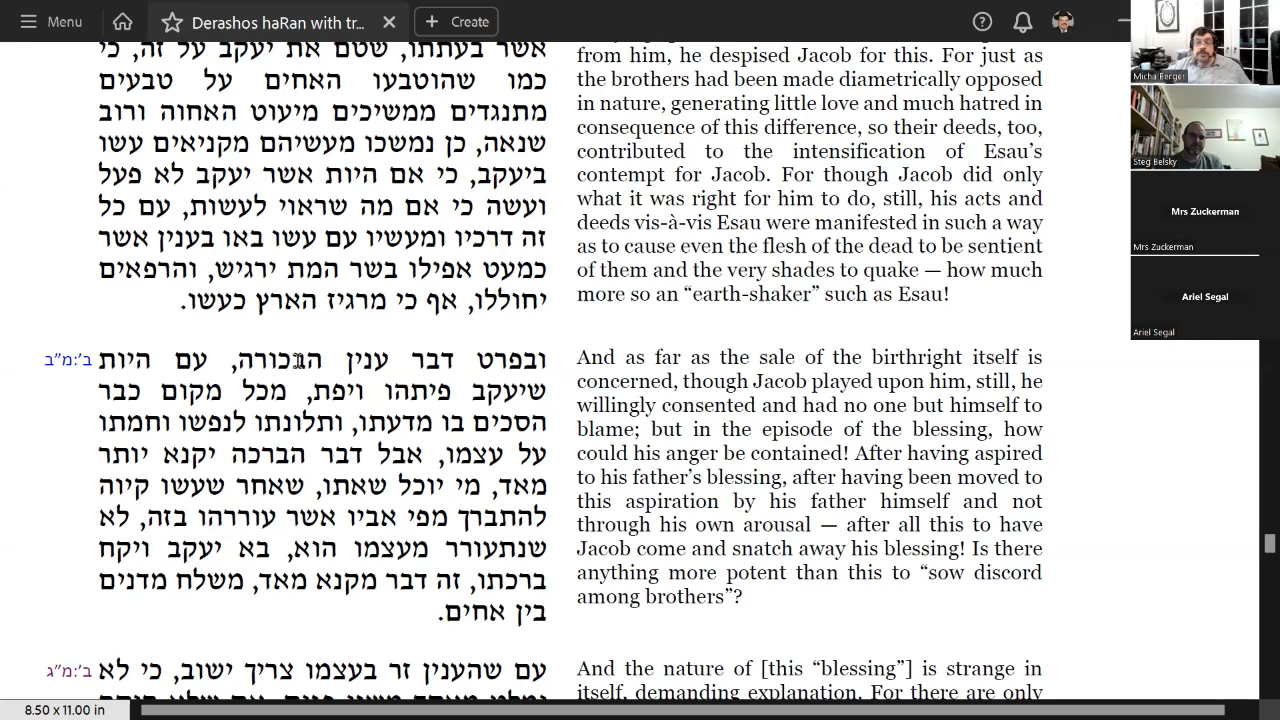 Menu
Derashos haRan with tr...
Create
Micha Berger
Steg Belsky
Mrs Zuckerman
Mrs Zuckerman
Ariel Segal
Ariel Segal
אשר בעתתו, שטם את יעקב על זה, כי
כמו שהוטבעו האחים על טבעים
מתנגדים ממשיכים מיעוט האחוה ורוב
שנאה, כן נמשכו מעשיהם מקניאים עשו
ביעקב, כי אם היות אשר יעקב לא פעל
ועשה כי אם מה שראוי לעשות, עם כל
זה דרכיו ומעשיו עם עשו באו בענין אשר
כמעט אפילו בשר המת ירגיש, והרפאים
יחוללו, אף כי מרגיז הארץ כעשו.
from him, he despised Jacob for this. For just as
the brothers had been made diametrically opposed
in nature, generating little love and much hatred in
consequence of this difference, so their deeds, too,
contributed to the intensification of Esau's
contempt for Jacob. For though Jacob did only
what it was right for him to do, still, his acts and
deeds vis-à-vis Esau were manifested in such a way
as to cause even the flesh of the dead to be sentient
of them and the very shades to quake — how much
more so an “earth-shaker” such as Esau!
ב׳:מ״ב
ובפרט דבר ענין הבכורה, עם היות
שיעקב פיתהו ויפת, מכל מקום כבר
הסכים בו מדעתו, ותלונתו לנפשו וחמתו
על עצמו, אבל דבר הברכה יקנא יותר
מאד, מי יוכל שאתו, שאחר שעשו קיוה
להתברך מפי אביו אשר עוררהו בזה, לא
שנתעורר מעצמו הוא, בא יעקב ויקח
ברכתו, זה דבר מקנא מאד, משלח מדנים
בין אחים.
And as far as the sale of the birthright itself is
concerned, though Jacob played upon him, still, he
willingly consented and had no one but himself to
blame; but in the episode of the blessing, how
could his anger be contained! After having aspired
to his father's blessing, after having been moved to
this aspiration by his father himself and not
through his own arousal — after all this to have
Jacob come and snatch away his blessing! Is there
anything more potent than this to “sow discord
among brothers”?
ב׳:מ״ג
עם שהענין זר בעצמו צריך ישוב, כי לא
And the nature of [this “blessing”] is strange in
itself, demanding explanation. For there are only
8.50 x 11.00 in